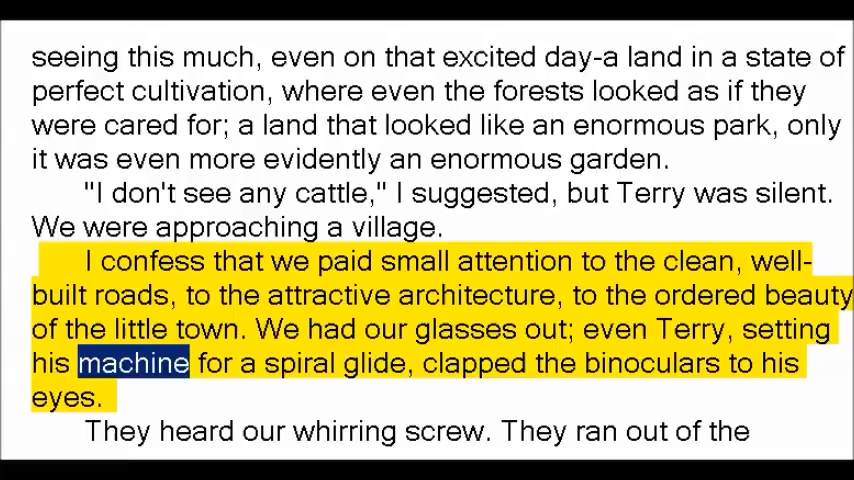 seeing this much, even on that excited day-a land in a state of
perfect cultivation, where even the forests looked as if they
were cared for; a land that looked like an enormous park, only
it was even more evidently an enormous garden.
"I don't see any cattle," I suggested, but Terry was silent.
We were approaching a village.
I confess that we paid small attention to the clean, well-
built roads, to the attractive architecture, to the ordered beauty
of the little town. We had our glasses out; even Terry, setting
his machine for a spiral glide, clapped the binoculars to his
eyes.
They heard our whirring screw. They ran out of the